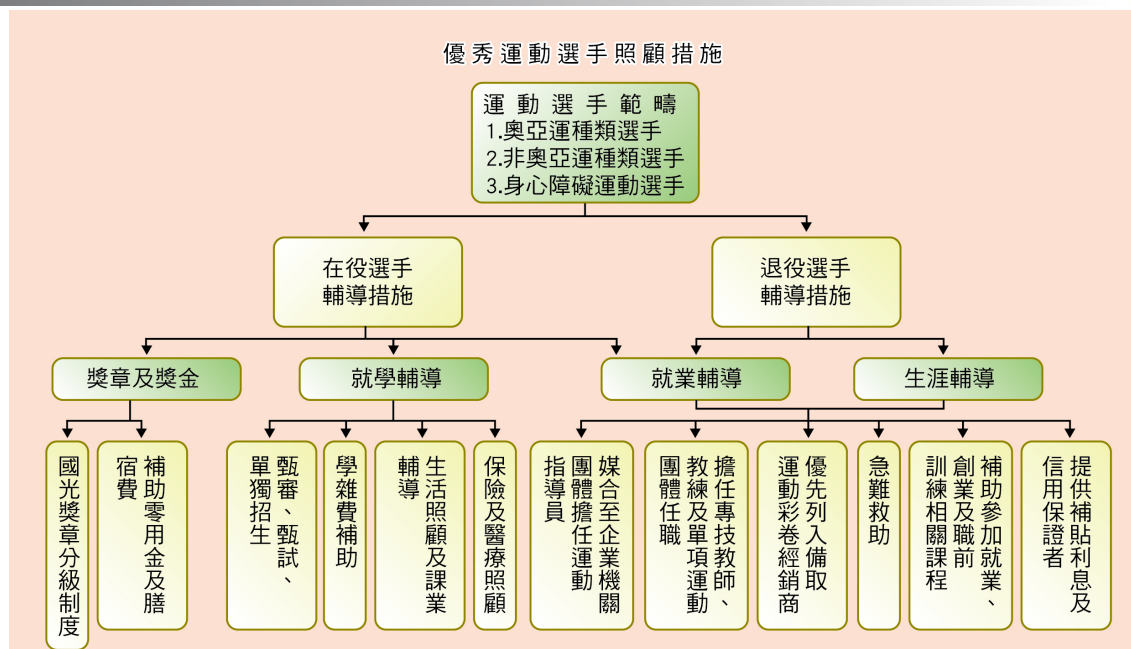 優秀運動選手照顧措施
運動選手範疇
1.奧亞運種類選手
2.非奧亞運種類選手
3.身心障礙運動選手
在役選手
輔導措施
退役選手
輔導措施
獎章及獎金
就學輔導
就業輔導
生涯輔導
國光獎章分級制度
補助零用金及膳
宿費
甄審、甄試、
單獨招生
學雜費補助
生活照顧及課業
輔導
保險及醫療照顧
媒合至企業機關
團體擔任運動
指導員
擔任專技教師、
教練及單項運動
團體任職
優先列入備取
運動彩卷經銷商
急難救助
補助參加就業、
創業及職前
訓練相關課程
提供補貼利息及
信用保證者